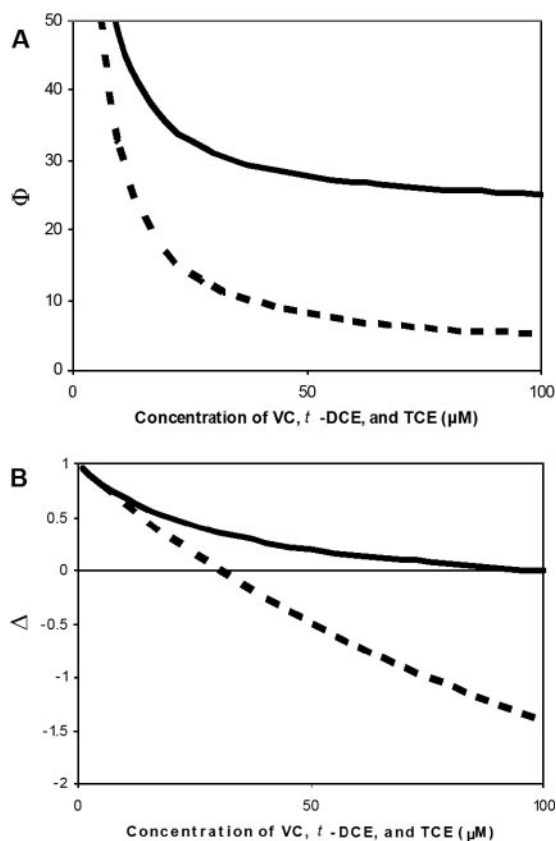 A
50
40
30
20
10
0
Φ
0 50 100
Concentration of VC, t -DCE, and TCE (µM)
B
1
0.5
0
-0.5
-1
-1.5
-2
Δ
0 50 100
Concentration of VC, t -DCE, and TCE (µM)